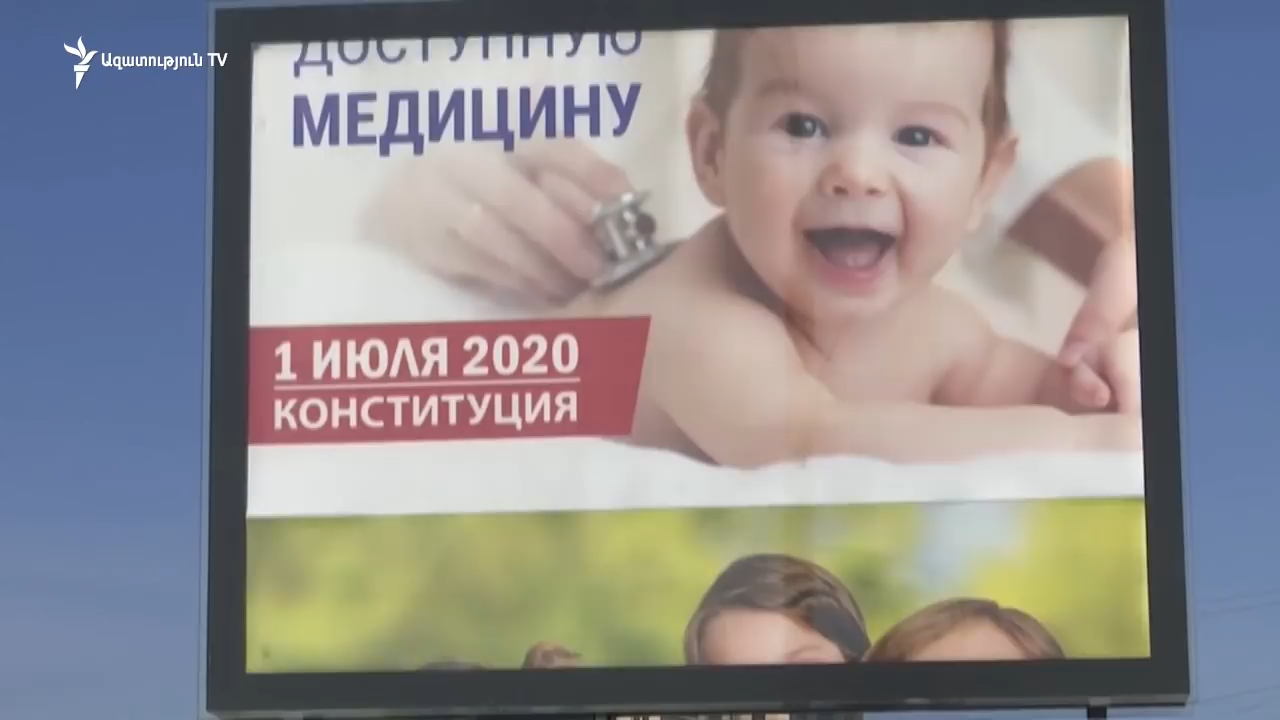 Ազատություն TV
ДОСТУПНУЮ
МЕДИЦИНУ
1 ИЮЛЯ 2020
КОНСТИТУЦИЯ